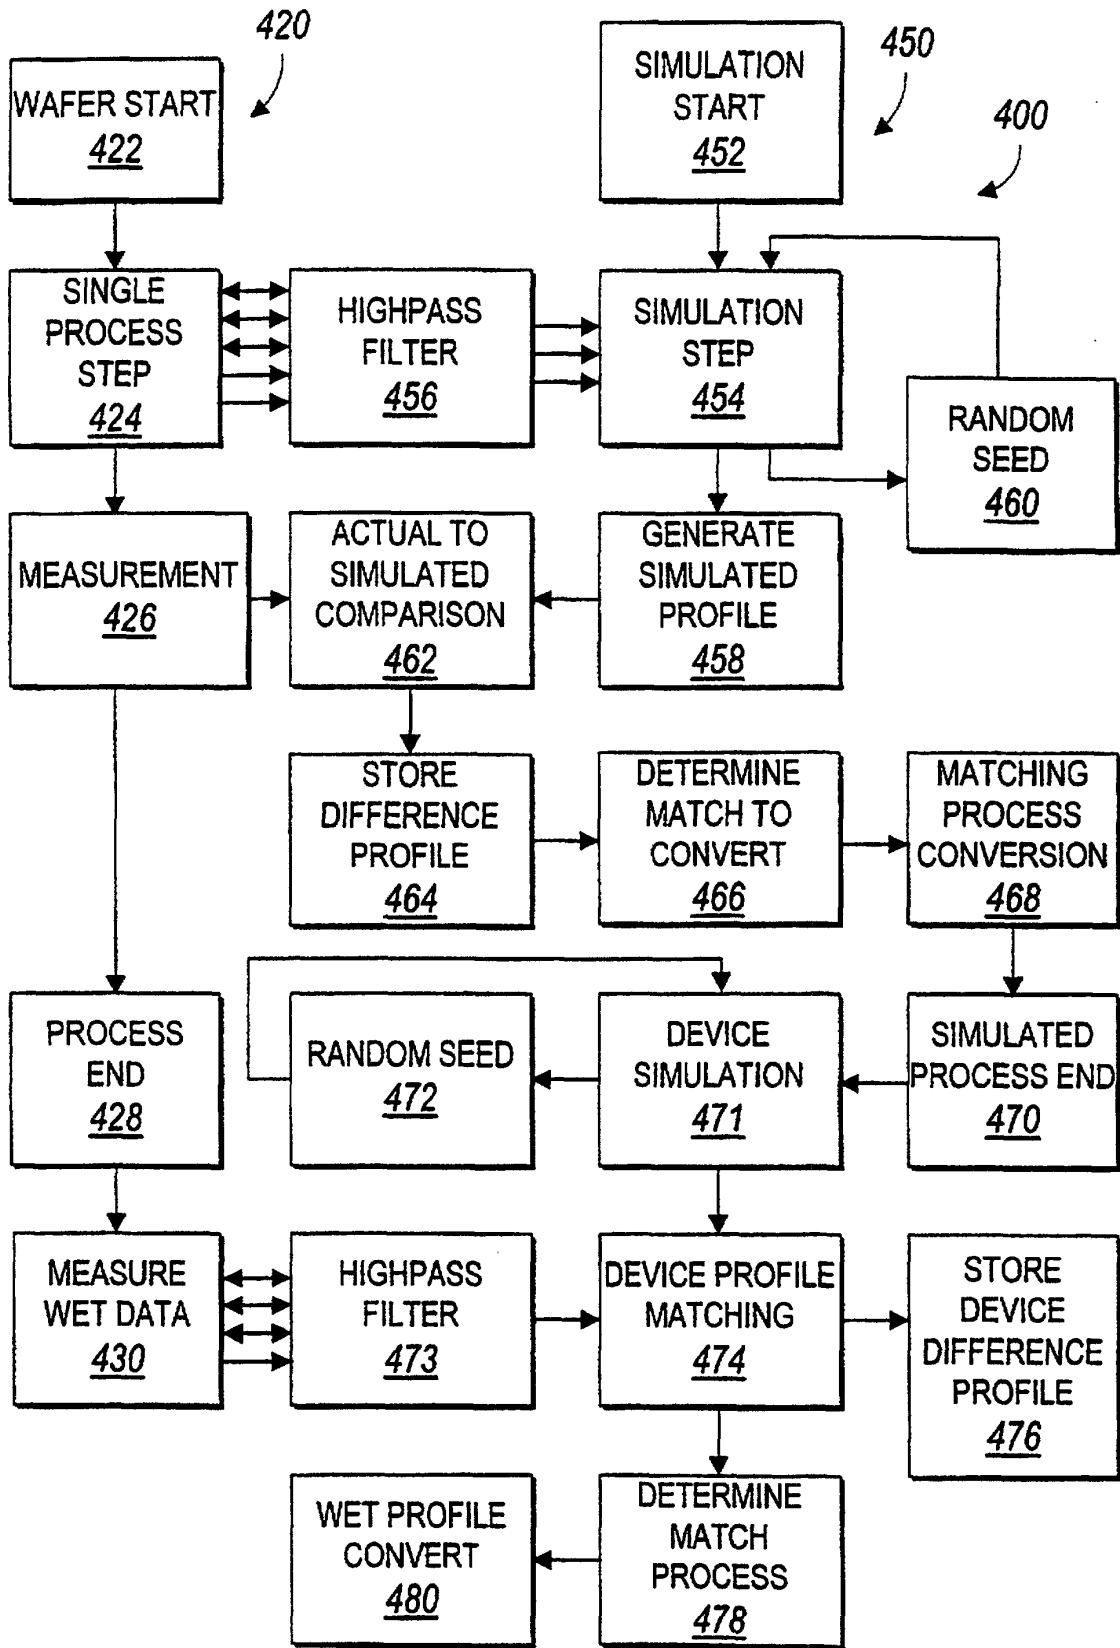 420
450
400
WAFER START
422
SIMULATION
START
452
SINGLE
PROCESS
STEP
424
HIGHPASS
FILTER
456
SIMULATION
STEP
454
RANDOM
SEED
460
MEASUREMENT
426
ACTUAL TO
SIMULATED
COMPARISON
462
GENERATE
SIMULATED
PROFILE
458
STORE
DIFFERENCE
PROFILE
464
DETERMINE
MATCH TO
CONVERT
466
MATCHING
PROCESS
CONVERSION
468
PROCESS
END
428
RANDOM SEED
472
DEVICE
SIMULATION
471
SIMULATED
PROCESS END
470
MEASURE
WET DATA
430
HIGHPASS
FILTER
473
DEVICE PROFILE
MATCHING
474
STORE
DEVICE
DIFFERENCE
PROFILE
476
WET PROFILE
CONVERT
480
DETERMINE
MATCH
PROCESS
478